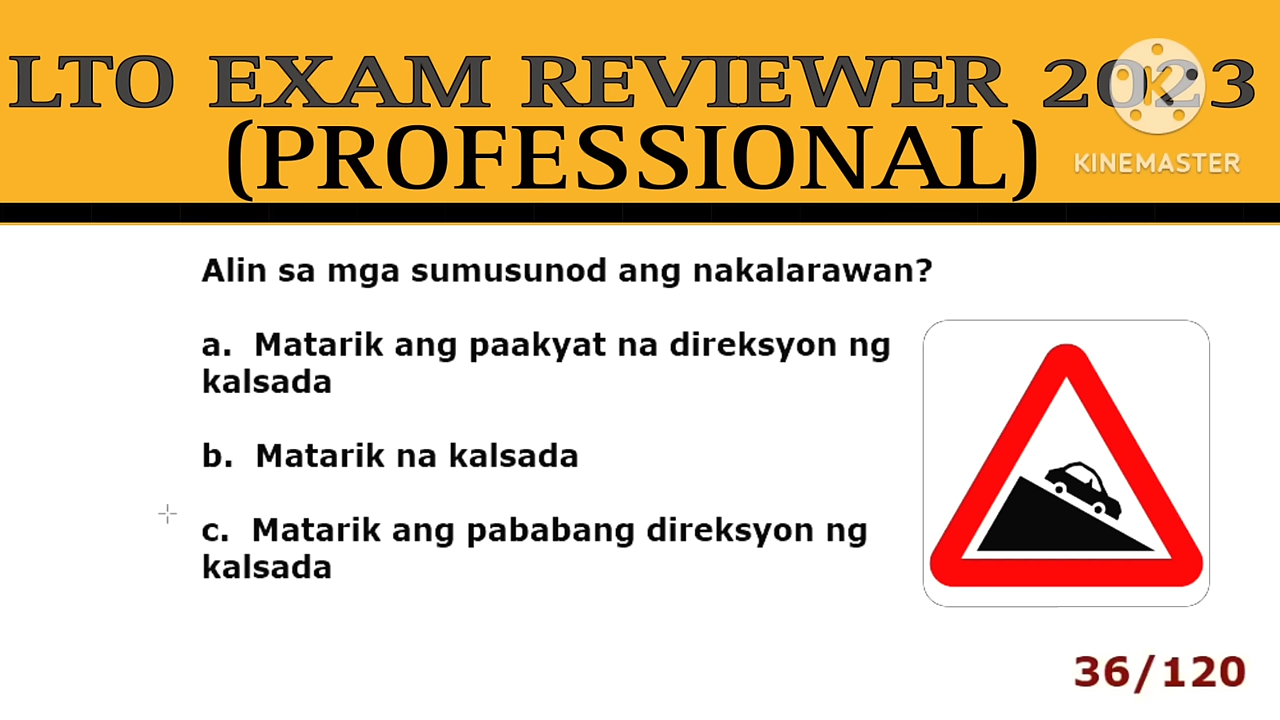 LTO EXAM REVIEWER 2023
(PROFESSIONAL)
KINEMASTER
Alin sa mga sumusunod ang nakalarawan?
a. Matarik ang paakyat na direksyon ng
kalsada
b. Matarik na kalsada
c. Matarik ang pababang direksyon ng
kalsada
36/120